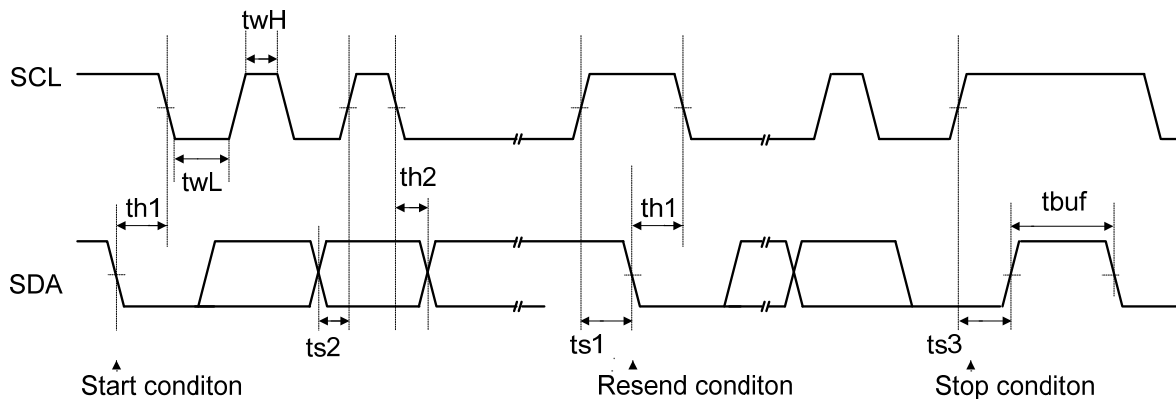 twH
SCL
twL
th2
th1
th1
tbuf
SDA
ts2
ts1
ts3
Start conditon
Resend conditon
Stop conditon